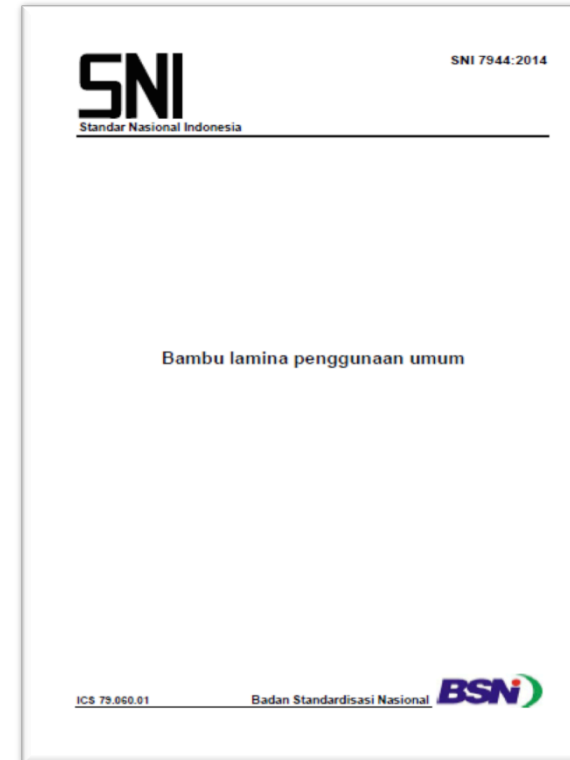 SNI
SNI 7944:2014
Standar Nasional Indonesia
Bambu lamina penggunaan umum
ICS 79.060.01
Badan Standardisasi Nasional
BSN